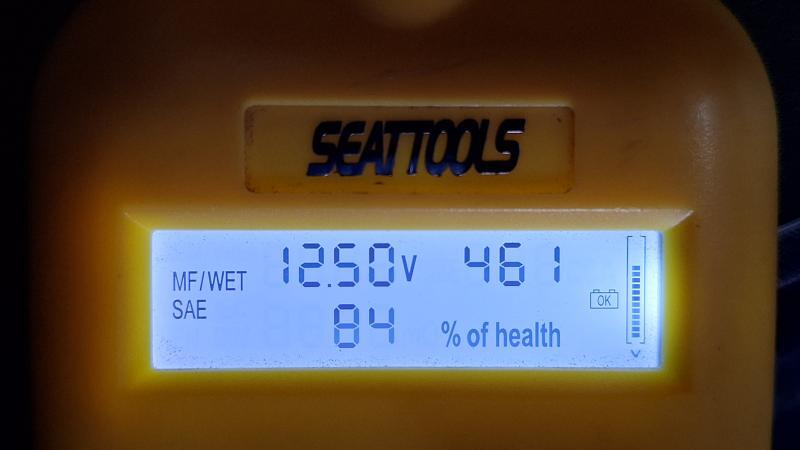 SEATTOOLS
MF/WET 12.50V 461
SAE
84 % of health
OK